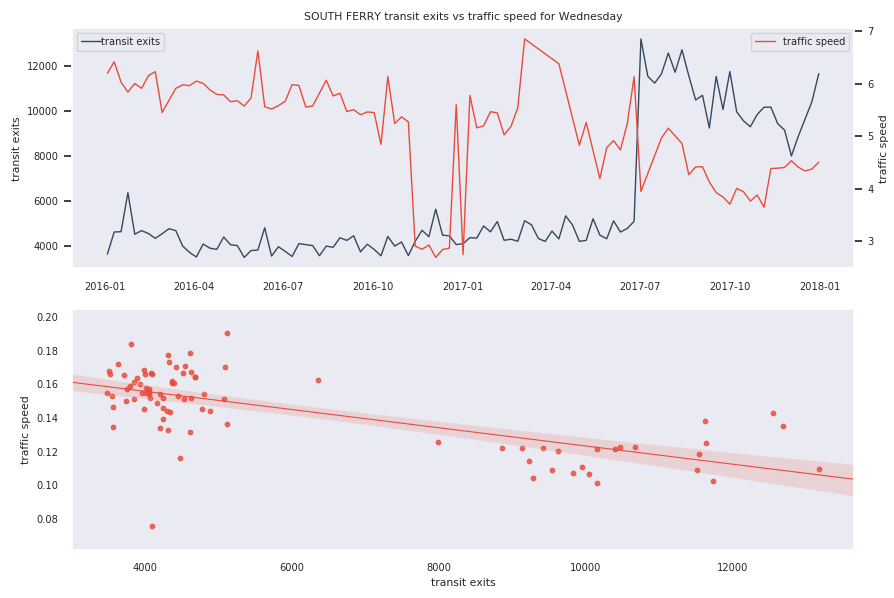 SOUTH FERRY transit exits vs traffic speed for Wednesday
transit exits
traffic speed
12000
10000
8000
6000
4000
transit exits
7
6
5
4
3
traffic speed
2016-01 2016-04 2016-07 2016-10 2017-01 2017-04 2017-07 2017-10 2018-01
0.20
0.18
0.16
0.14
0.12
0.10
0.08
traffic speed
4000 6000 8000 10000 12000
transit exits